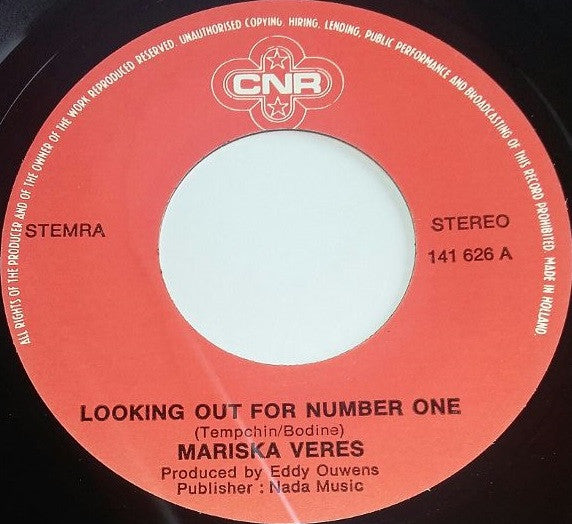 ALL RIGHTS OF THE PRODUCER AND OF THE OWNER OF THE WORK REPRODUCED RESERVED. UNAUTHORISED COPYING, HIRING, LENDING, PUBLIC PERFORMANCE AND BROADCASTING OF THIS RECORD PROHIBITED. MADE IN HOLLAND.
CNR
STEMRA
STEREO
141 626 A
LOOKING OUT FOR NUMBER ONE
(Tempchin/Bodine)
MARISKA VERES
Produced by Eddy Ouwens
Publisher : Nada Music